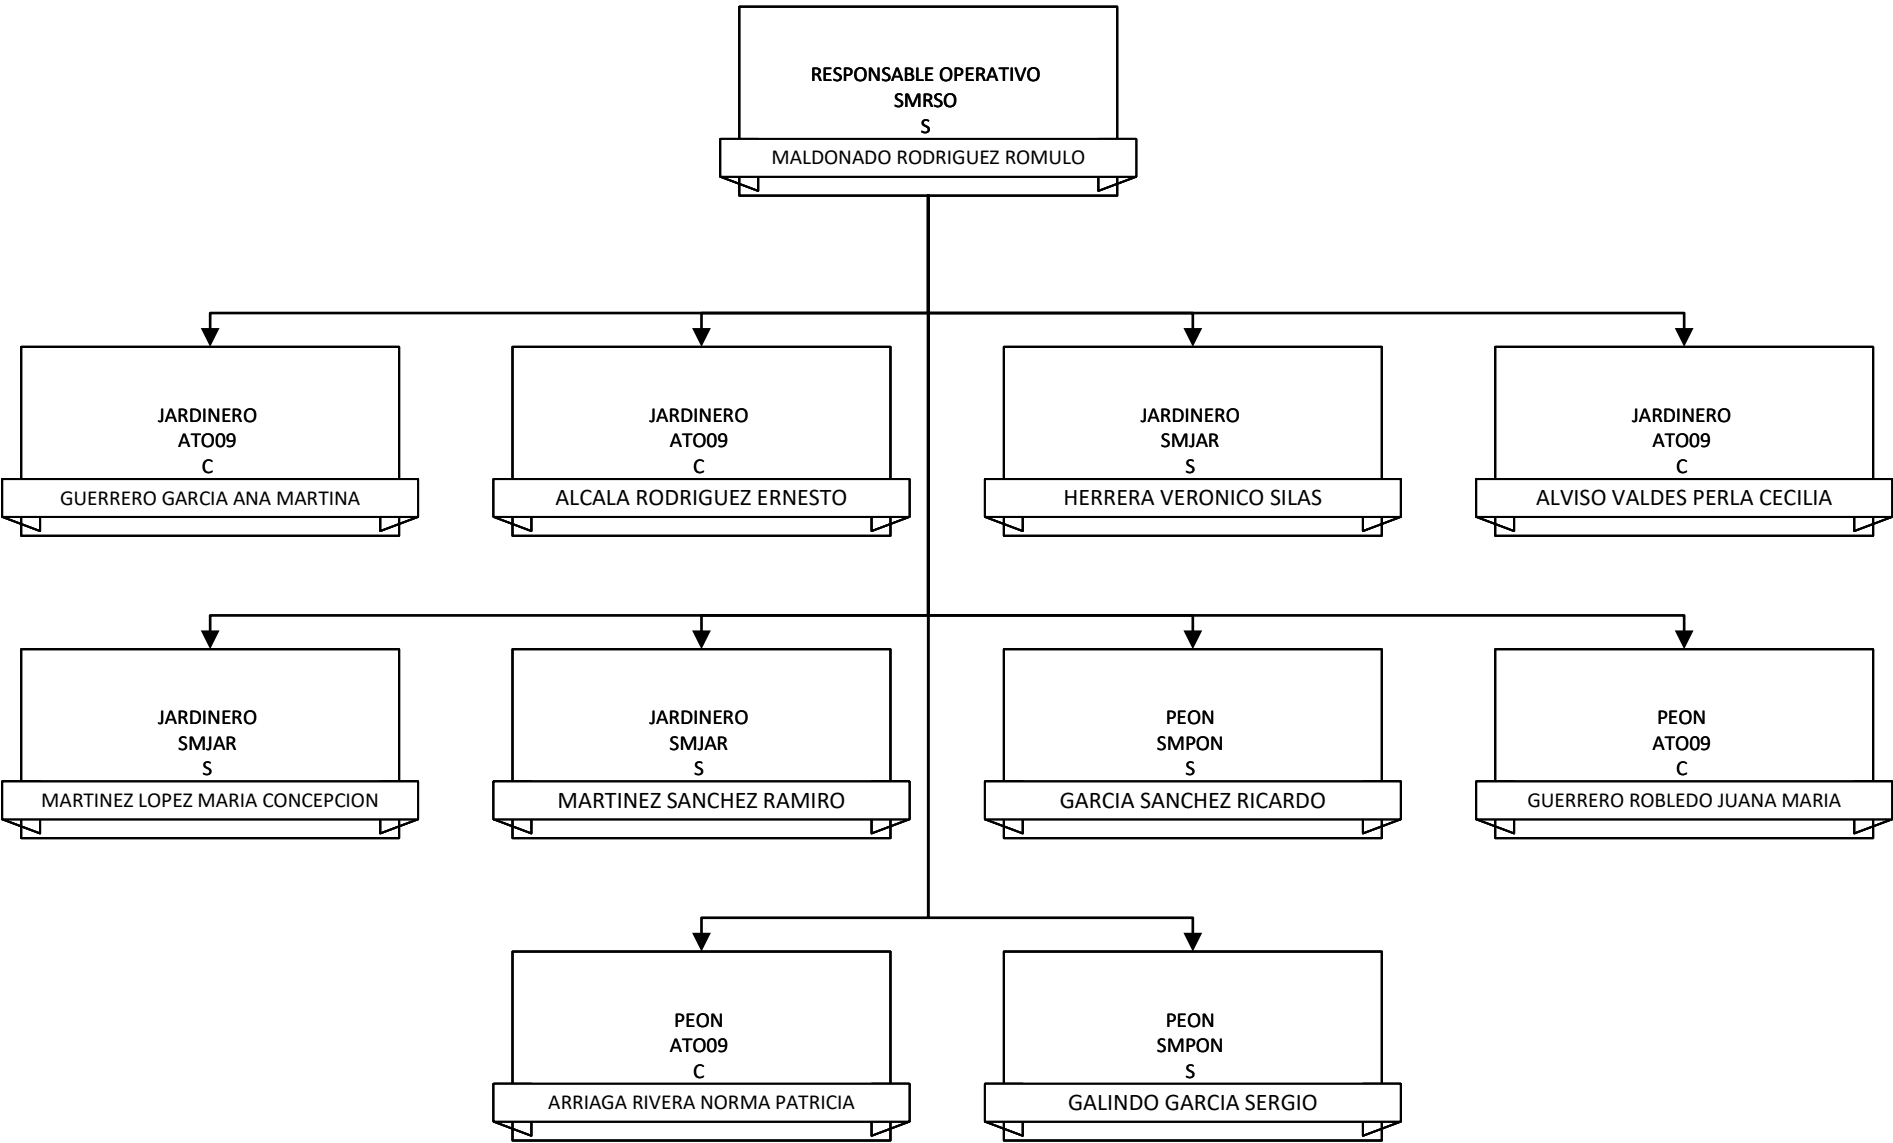 RESPONSABLE OPERATIVO
SMRSO
S
MALDONADO RODRIGUEZ ROMULO
JARDINERO
ATO09
C
GUERRERO GARCIA ANA MARTINA
JARDINERO
ATO09
C
ALCALA RODRIGUEZ ERNESTO
JARDINERO
SMJAR
S
HERRERA VERONICO SILAS
JARDINERO
ATO09
C
ALVISO VALDES PERLA CECILIA
JARDINERO
SMJAR
S
MARTINEZ LOPEZ MARIA CONCEPCION
JARDINERO
SMJAR
S
MARTINEZ SANCHEZ RAMIRO
PEON
SMPON
S
GARCIA SANCHEZ RICARDO
PEON
ATO09
C
GUERRERO ROBLEDO JUANA MARIA
PEON
ATO09
C
ARRIAGA RIVERA NORMA PATRICIA
PEON
SMPON
S
GALINDO GARCIA SERGIO